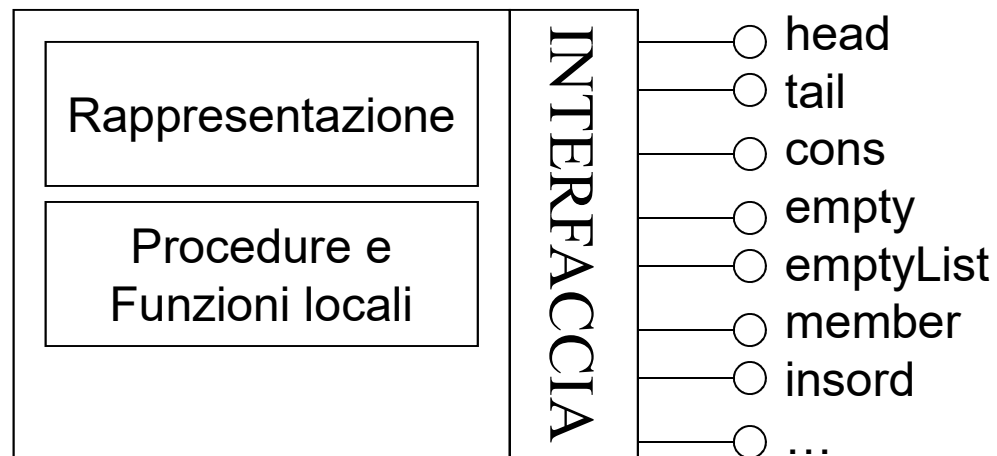 Rappresentazione
Procedure e
Funzioni locali
INTERFACCIA
head
tail
cons
empty
emptyList
member
insord
...